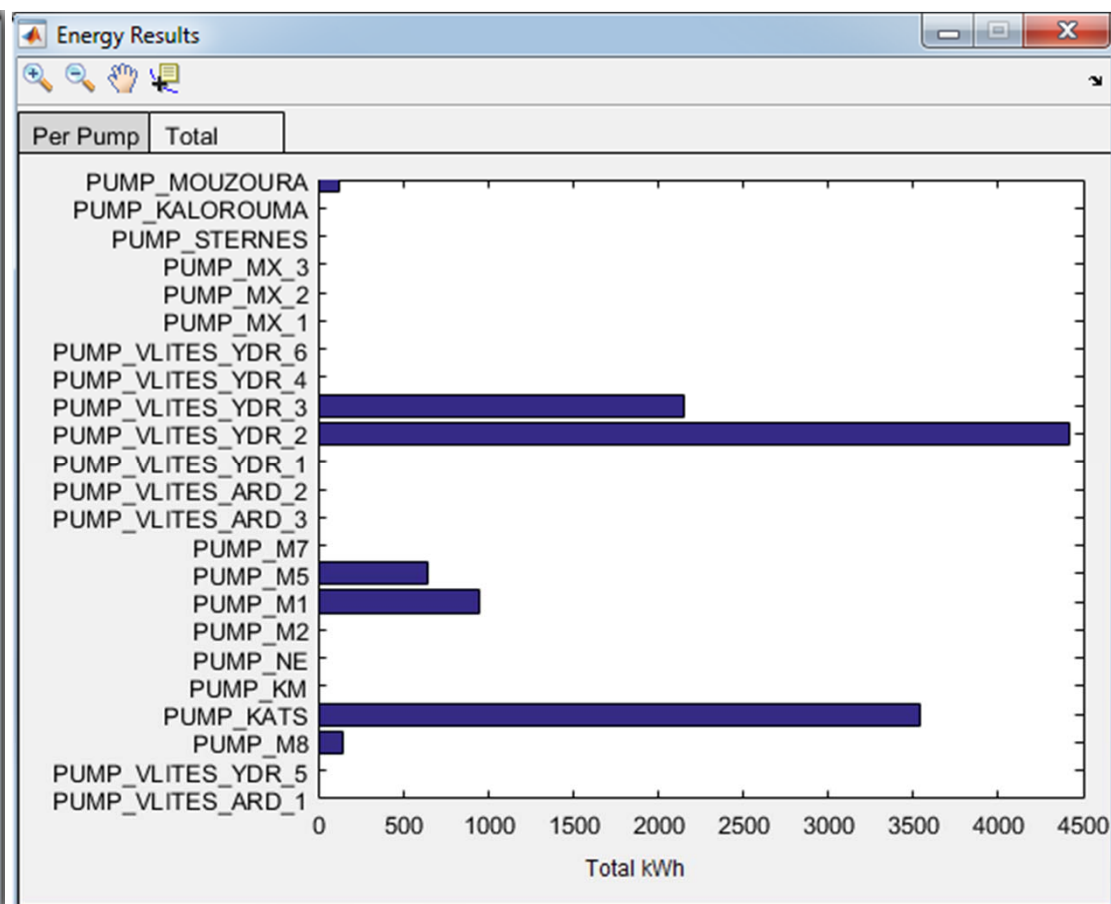 Energy Results
Per Pump Total
PUMP_MOUZOURA
PUMP_KALOROUMA
PUMP_STERNES
PUMP_MX_3
PUMP_MX_2
PUMP_MX_1
PUMP_VLITES_YDR_6
PUMP_VLITES_YDR_4
PUMP_VLITES_YDR_3
PUMP_VLITES_YDR_2
PUMP_VLITES_YDR_1
PUMP_VLITES_ARD_2
PUMP_VLITES_ARD_3
PUMP_M7
PUMP_M5
PUMP_M1
PUMP_M2
PUMP_NE
PUMP_KM
PUMP_KATS
PUMP_M8
PUMP_VLITES_YDR_5
PUMP_VLITES_ARD_1
0 500 1000 1500 2000 2500 3000 3500 4000 4500
Total kWh